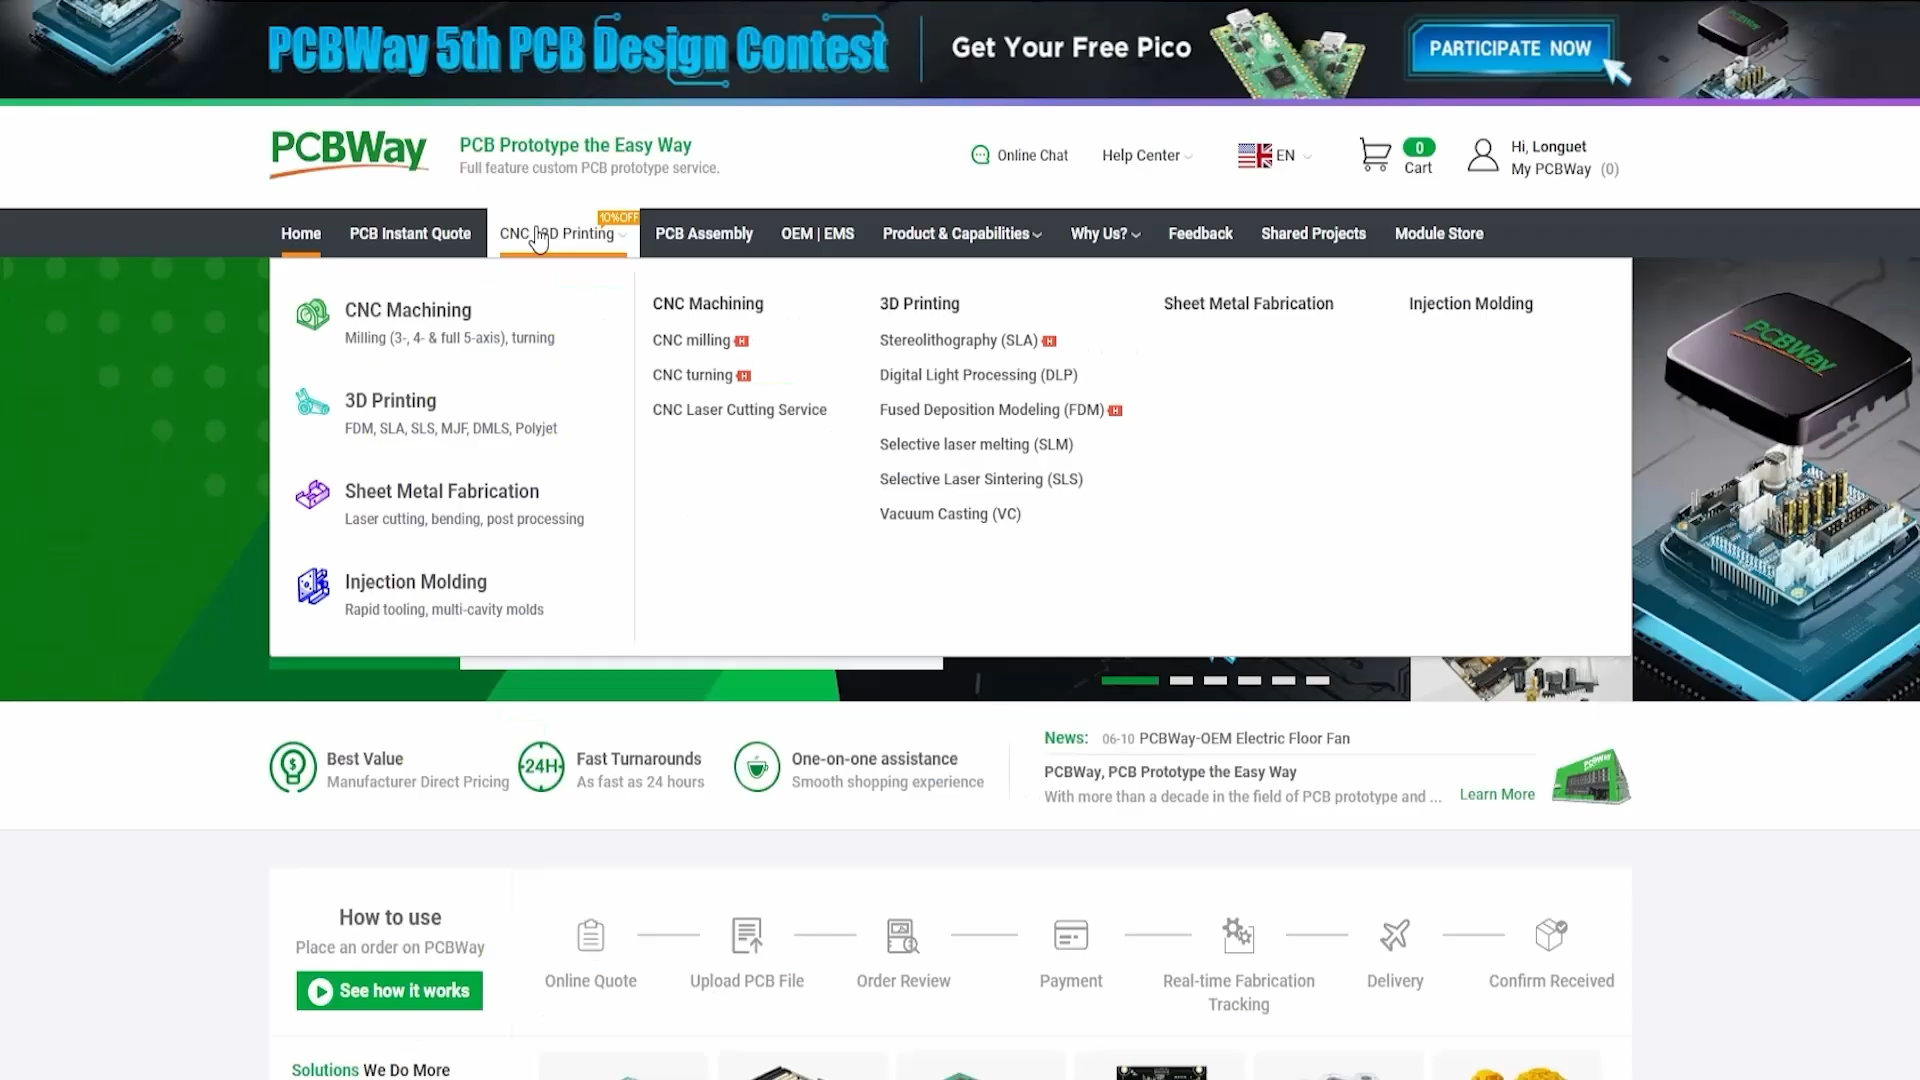 PCBWay 5th PCB Design Contest
Get Your Free Pico
PARTICIPATE NOW
PCBWay
PCB Prototype the Easy Way
Full feature custom PCB prototype service.
Online Chat
Help Center
EN
0
Cart
Hi, Longuet
My PCBWay (0)
Home
PCB Instant Quote
CNC | 3D Printing
10%OFF
PCB Assembly
OEM | EMS
Product & Capabilities
Why Us?
Feedback
Shared Projects
Module Store
CNC Machining
Milling (3-, 4- & full 5-axis), turning
3D Printing
FDM, SLA, SLS, MJF, DMLS, Polyjet
Sheet Metal Fabrication
Laser cutting, bending, post processing
Injection Molding
Rapid tooling, multi-cavity molds
CNC Machining
CNC milling H
CNC turning H
CNC Laser Cutting Service
3D Printing
Stereolithography (SLA) H
Digital Light Processing (DLP)
Fused Deposition Modeling (FDM) H
Selective laser melting (SLM)
Selective Laser Sintering (SLS)
Vacuum Casting (VC)
Sheet Metal Fabrication
Injection Molding
PCBWay
Best Value
Manufacturer Direct Pricing
24H
Fast Turnarounds
As fast as 24 hours
One-on-one assistance
Smooth shopping experience
News: 06-10 PCBWay-OEM Electric Floor Fan
PCBWay, PCB Prototype the Easy Way
With more than a decade in the field of PCB prototype and ...
Learn More
How to use
Place an order on PCBWay
See how it works
Online Quote
Upload PCB File
Order Review
Payment
Real-time Fabrication
Tracking
Delivery
Confirm Received
Solutions We Do More